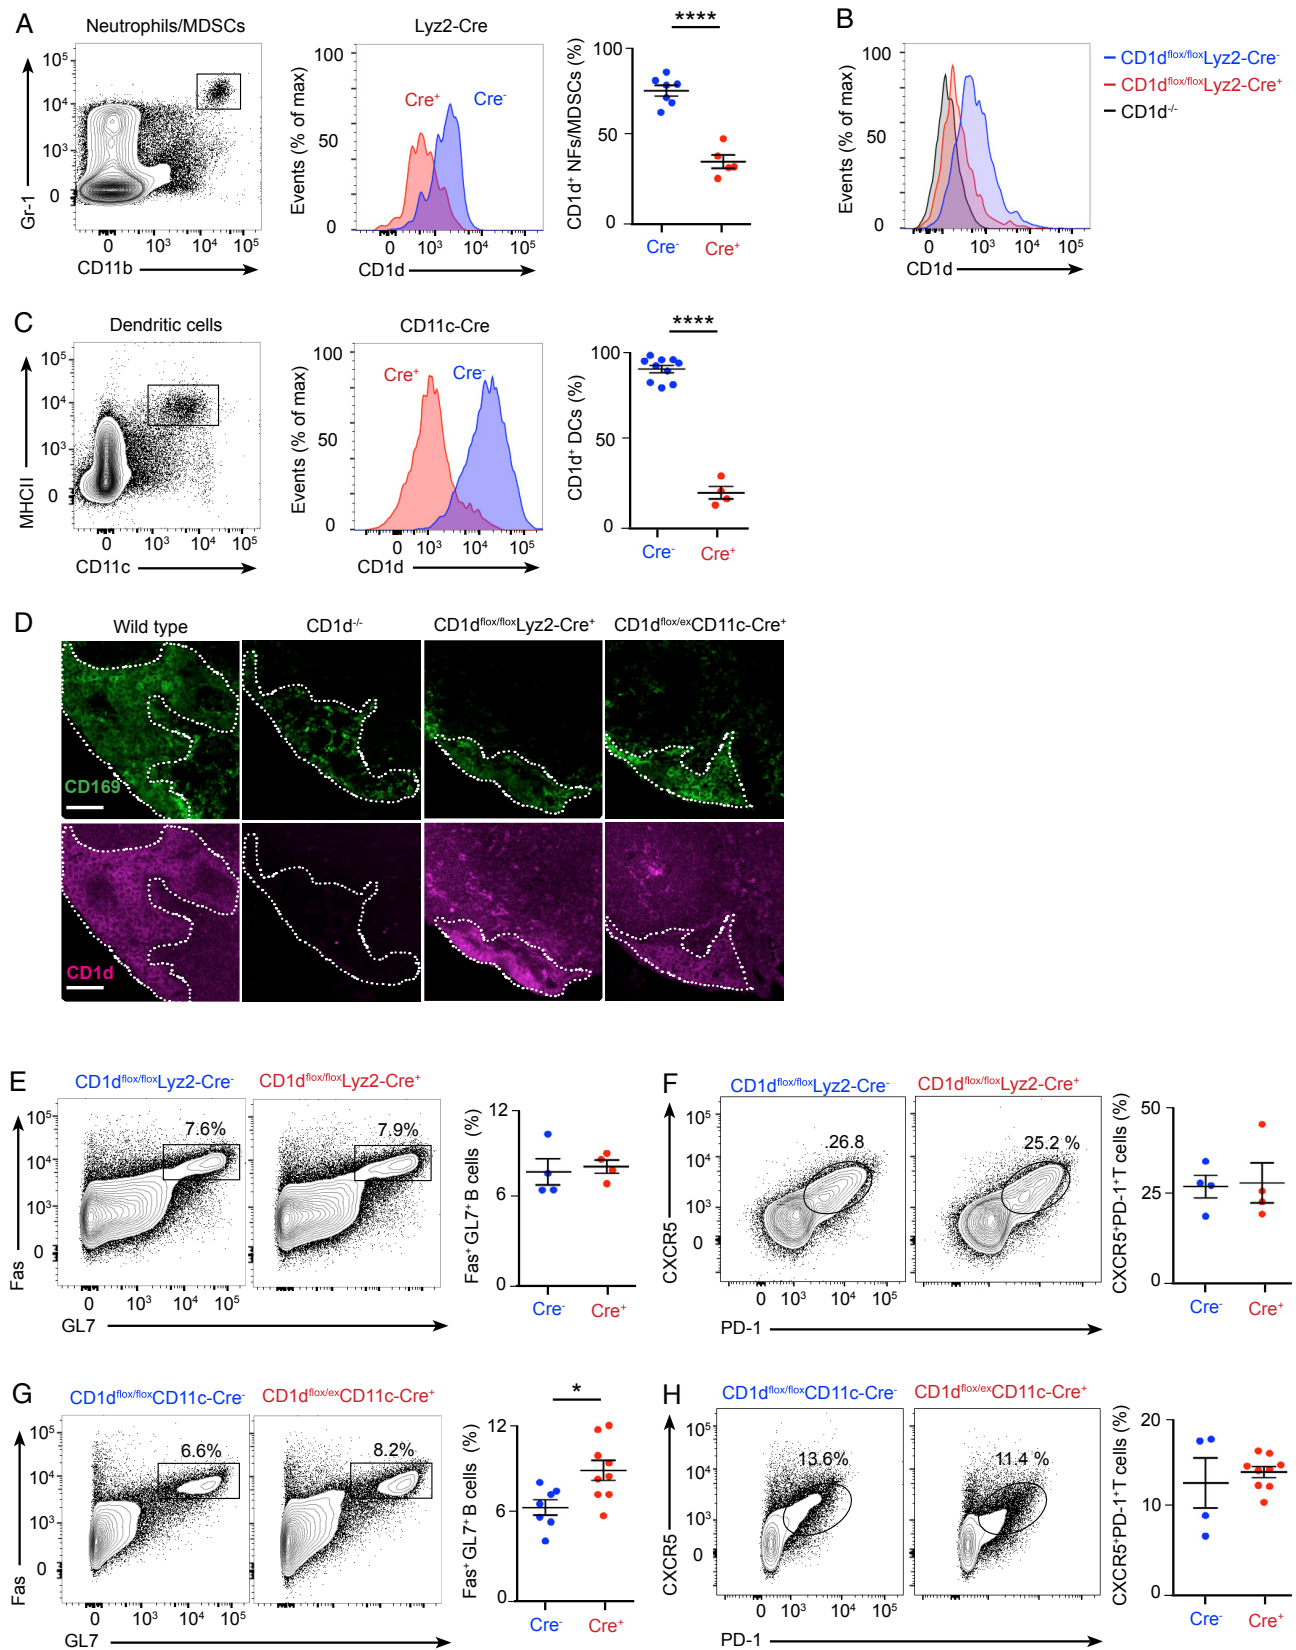 A
Neutrophils/MDSCs
Gr-1
10⁵
10⁴
10³
0
0 10³ 10⁴ 10⁵
CD11b
Lyz2-Cre
Events (% of max)
100
50
0
Cre⁺ Cre⁻
0 10³ 10⁴ 10⁵
CD1d
****
CD1d⁺ NFs/MDSCs (%)
100
50
0
Cre⁻ Cre⁺
B
Events (% of max)
100
50
0
0 10³ 10⁴ 10⁵
CD1d
CD1d^flox/flox Lyz2-Cre⁻
CD1d^flox/flox Lyz2-Cre⁺
CD1d⁻/⁻
C
Dendritic cells
MHCII
10⁵
10⁴
10³
0
0 10³ 10⁴ 10⁵
CD11c
CD11c-Cre
Events (% of max)
100
50
0
Cre⁺ Cre⁻
0 10³ 10⁴ 10⁵
CD1d
****
CD1d⁺ DCs (%)
100
50
0
Cre⁻ Cre⁺
D
Wild type
CD1d⁻/⁻
CD1d^flox/flox Lyz2-Cre⁺
CD1d^flox/ex CD11c-Cre⁺
CD169
CD1d
E
CD1d^flox/flox Lyz2-Cre⁻
CD1d^flox/flox Lyz2-Cre⁺
Fas
10⁵
10⁴
10³
0
7.6%
7.9%
0 10³ 10⁴ 10⁵
GL7
Fas⁺ GL7⁺ B cells (%)
12
6
0
Cre⁻ Cre⁺
F
CD1d^flox/flox Lyz2-Cre⁻
CD1d^flox/flox Lyz2-Cre⁺
CXCR5
10⁵
10⁴
10³
0
26.8
25.2 %
0 10³ 10⁴ 10⁵
PD-1
CXCR5⁺PD-1⁺T cells (%)
50
25
0
Cre⁻ Cre⁺
G
CD1d^flox/flox CD11c-Cre⁻
CD1d^flox/ex CD11c-Cre⁺
Fas
10⁵
10⁴
10³
0
6.6%
8.2%
0 10³ 10⁴ 10⁵
GL7
*
Fas⁺ GL7⁺ B cells (%)
12
6
0
Cre⁻ Cre⁺
H
CD1d^flox/flox CD11c-Cre⁻
CD1d^flox/ex CD11c-Cre⁺
CXCR5
10⁵
10⁴
10³
0
13.6%
11.4 %
0 10³ 10⁴ 10⁵
PD-1
CXCR5⁺PD-1⁺T cells (%)
20
10
0
Cre⁻ Cre⁺